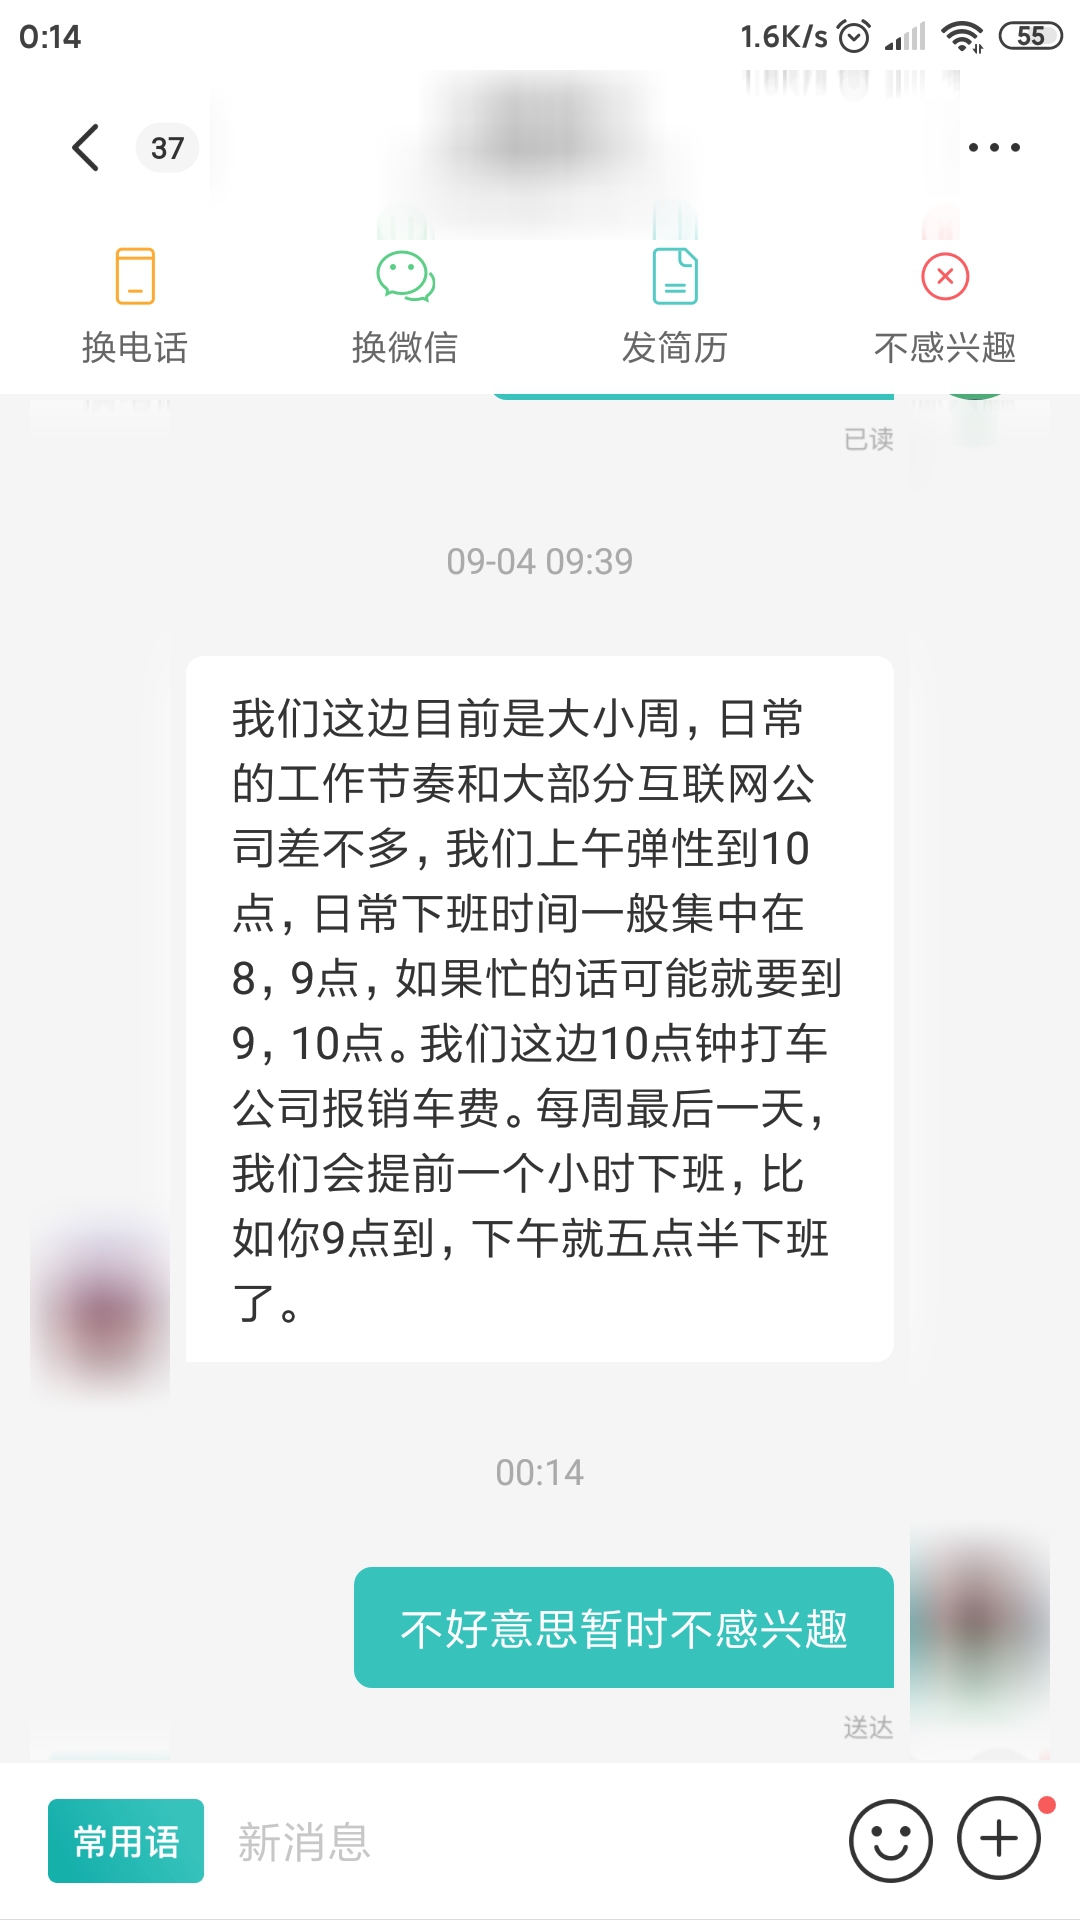 0:14
1.6K/s
55
37
换电话
换微信
发简历
不感兴趣
已读
09-04 09:39
我们这边目前是大小周，日常
的工作节奏和大部分互联网公
司差不多，我们上午弹性到10
点，日常下班时间一般集中在
8，9点，如果忙的话可能就要到
9，10点。我们这边10点钟打车
公司报销车费。每周最后一天，
我们会提前一个小时下班，比
如你9点到，下午就五点半下班
了。
00:14
不好意思暂时不感兴趣
送达
常用语
新消息